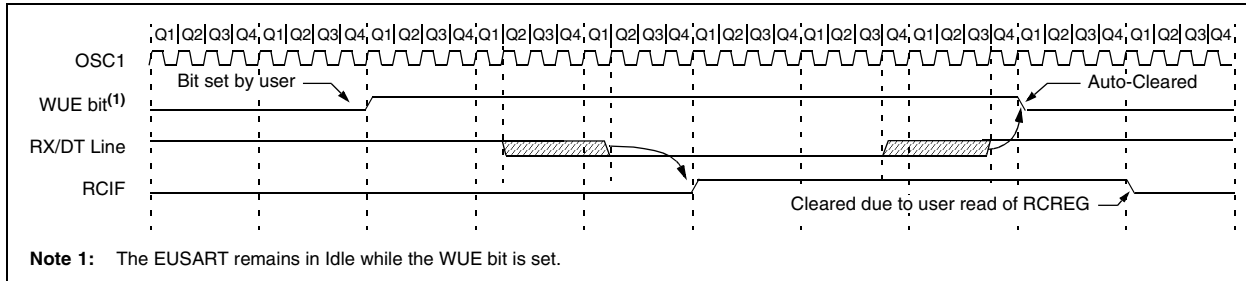 Q1 Q2 Q3 Q4 Q1 Q2 Q3 Q4 Q1 Q2 Q3 Q4 Q1 Q2 Q3 Q4 Q1 Q2 Q3 Q4 Q1 Q2 Q3 Q4 Q1 Q2 Q3 Q4 Q1 Q2 Q3 Q4 Q1 Q2 Q3 Q4 Q1 Q2 Q3 Q4
OSC1
Bit set by user
Auto-Cleared
WUE bit(1)
RX/DT Line
RCIF
Cleared due to user read of RCREG
Note 1: The EUSART remains in Idle while the WUE bit is set.